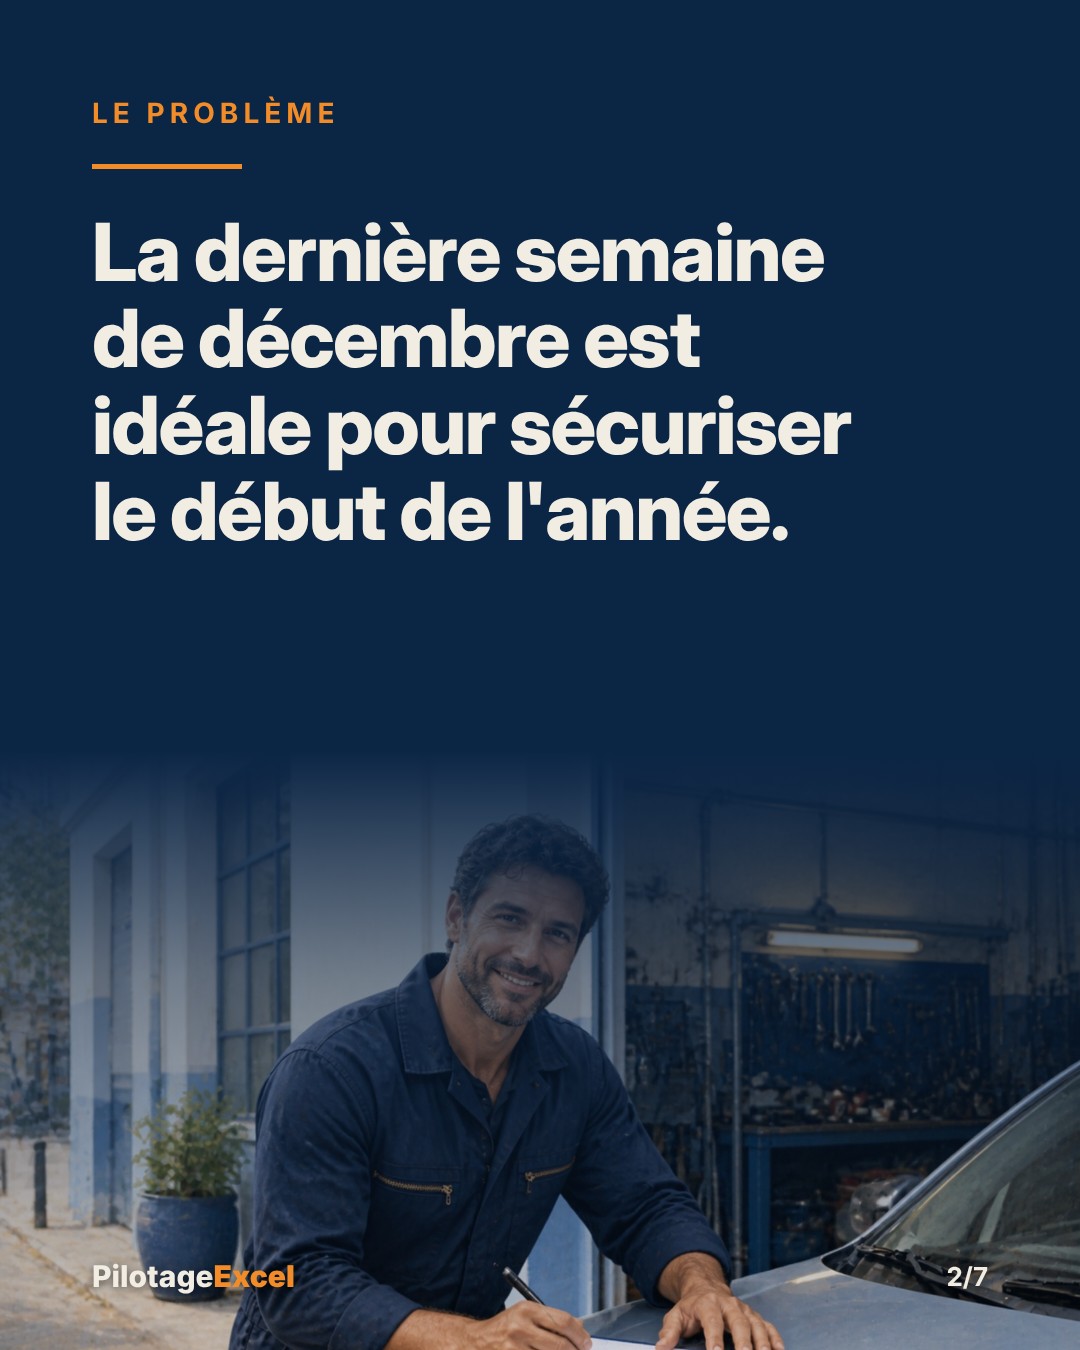 LE PROBLÈME
La dernière semaine
de décembre est
idéale pour sécuriser
le début de l'année.
PilotageExcel
2/7